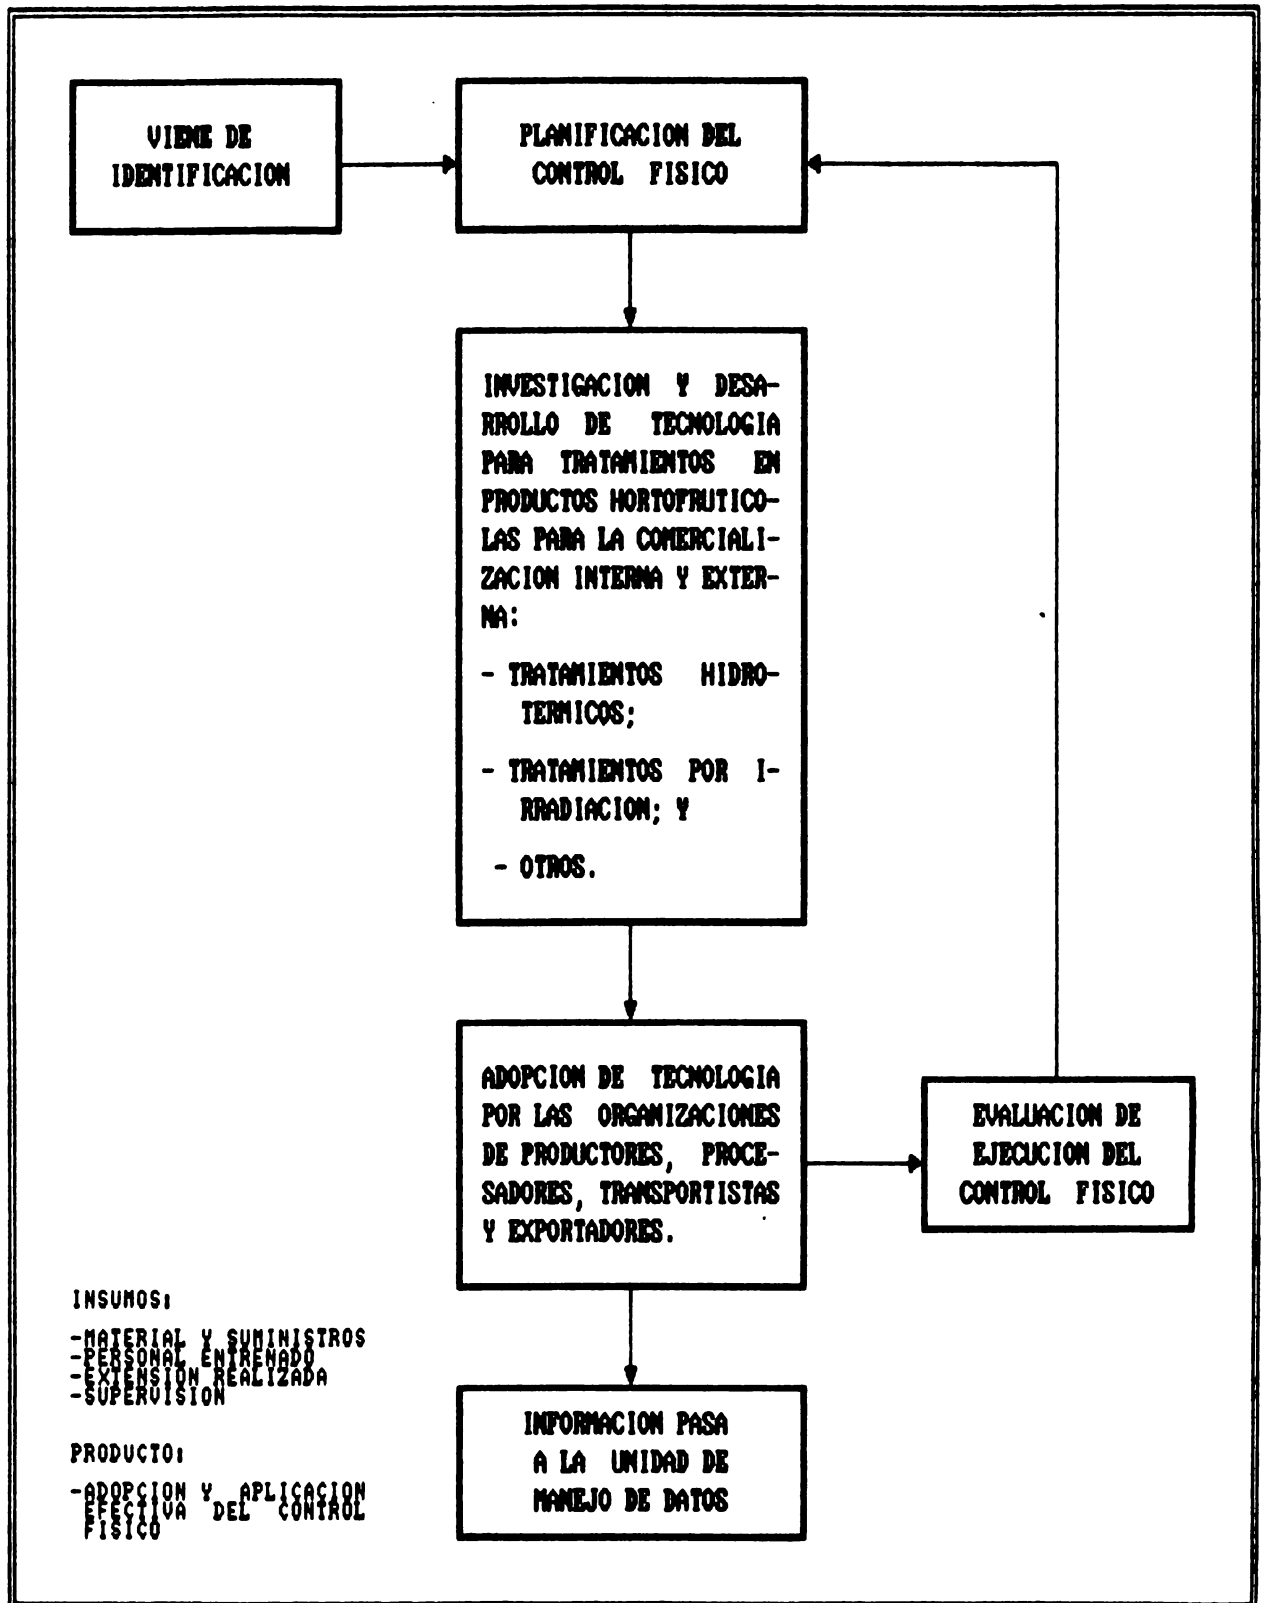 VIENE DE
IDENTIFICACION
PLANIFICACION DEL
CONTROL FISICO
INVESTIGACION Y DESA-
RROLLO DE TECNOLOGIA
PARA TRATAMIENTOS EN
PRODUCTOS HORTOFRUTICO-
LAS PARA LA COMERCIALI-
ZACION INTERNA Y EXTER-
NA:
- TRATAMIENTOS HIDRO-
TERMICOS;
- TRATAMIENTOS POR I-
RRADIACION; Y
- OTROS.
ADOPCION DE TECNOLOGIA
POR LAS ORGANIZACIONES
DE PRODUCTORES, PROCE-
SADORES, TRANSPORTISTAS
Y EXPORTADORES.
EVALUACION DE
EJECUCION DEL
CONTROL FISICO
INFORMACION PASA
A LA UNIDAD DE
MANEJO DE DATOS
INSUMOS:
-MATERIAL Y SUMINISTROS
-PERSONAL ENTRENADO
-EXTENSION REALIZADA
-SUPERVISION
PRODUCTO:
-ADOPCION Y APLICACION
EFECTIVA DEL CONTROL
FISICO